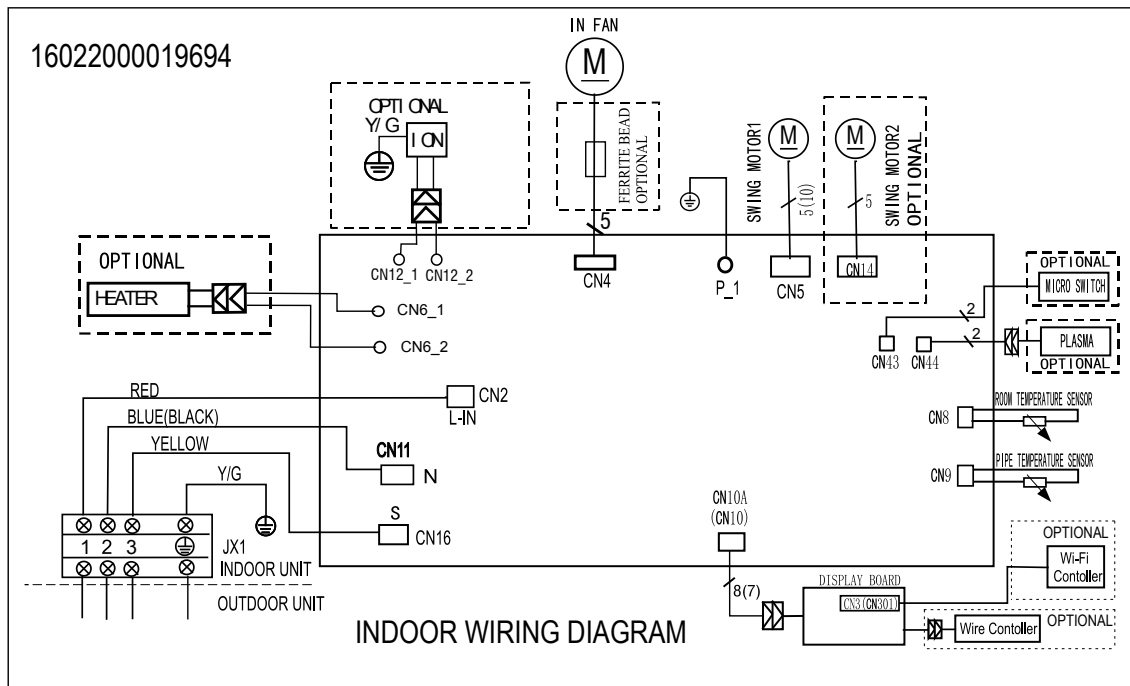 IN FAN
16022000019694
M
OPTIONAL
Y/G
ION
FERRITE BEAD
OPTIONAL
SWING MOTOR1
M
5(10)
M
5
SWING MOTOR2
OPTIONAL
5
CN12_1
CN12_2
CN4
P_1
CN5
CN14
OPTIONAL
HEATER
CN6_1
CN6_2
OPTIONAL
MICRO SWITCH
2
2
PLASMA
OPTIONAL
CN43
CN44
RED
CN2
L-IN
BLUE(BLACK)
CN11
N
YELLOW
Y/G
S
CN16
CN8
ROOM TEMPERATURE SENSOR
CN9
PIPE TEMPERATURE SENSOR
CN10A
(CN10)
1 2 3
JX1
INDOOR UNIT
OUTDOOR UNIT
8(7)
DISPLAY BOARD
CN3(CN301)
OPTIONAL
Wi-Fi
Contoller
Wire Contoller
OPTIONAL
INDOOR WIRING DIAGRAM